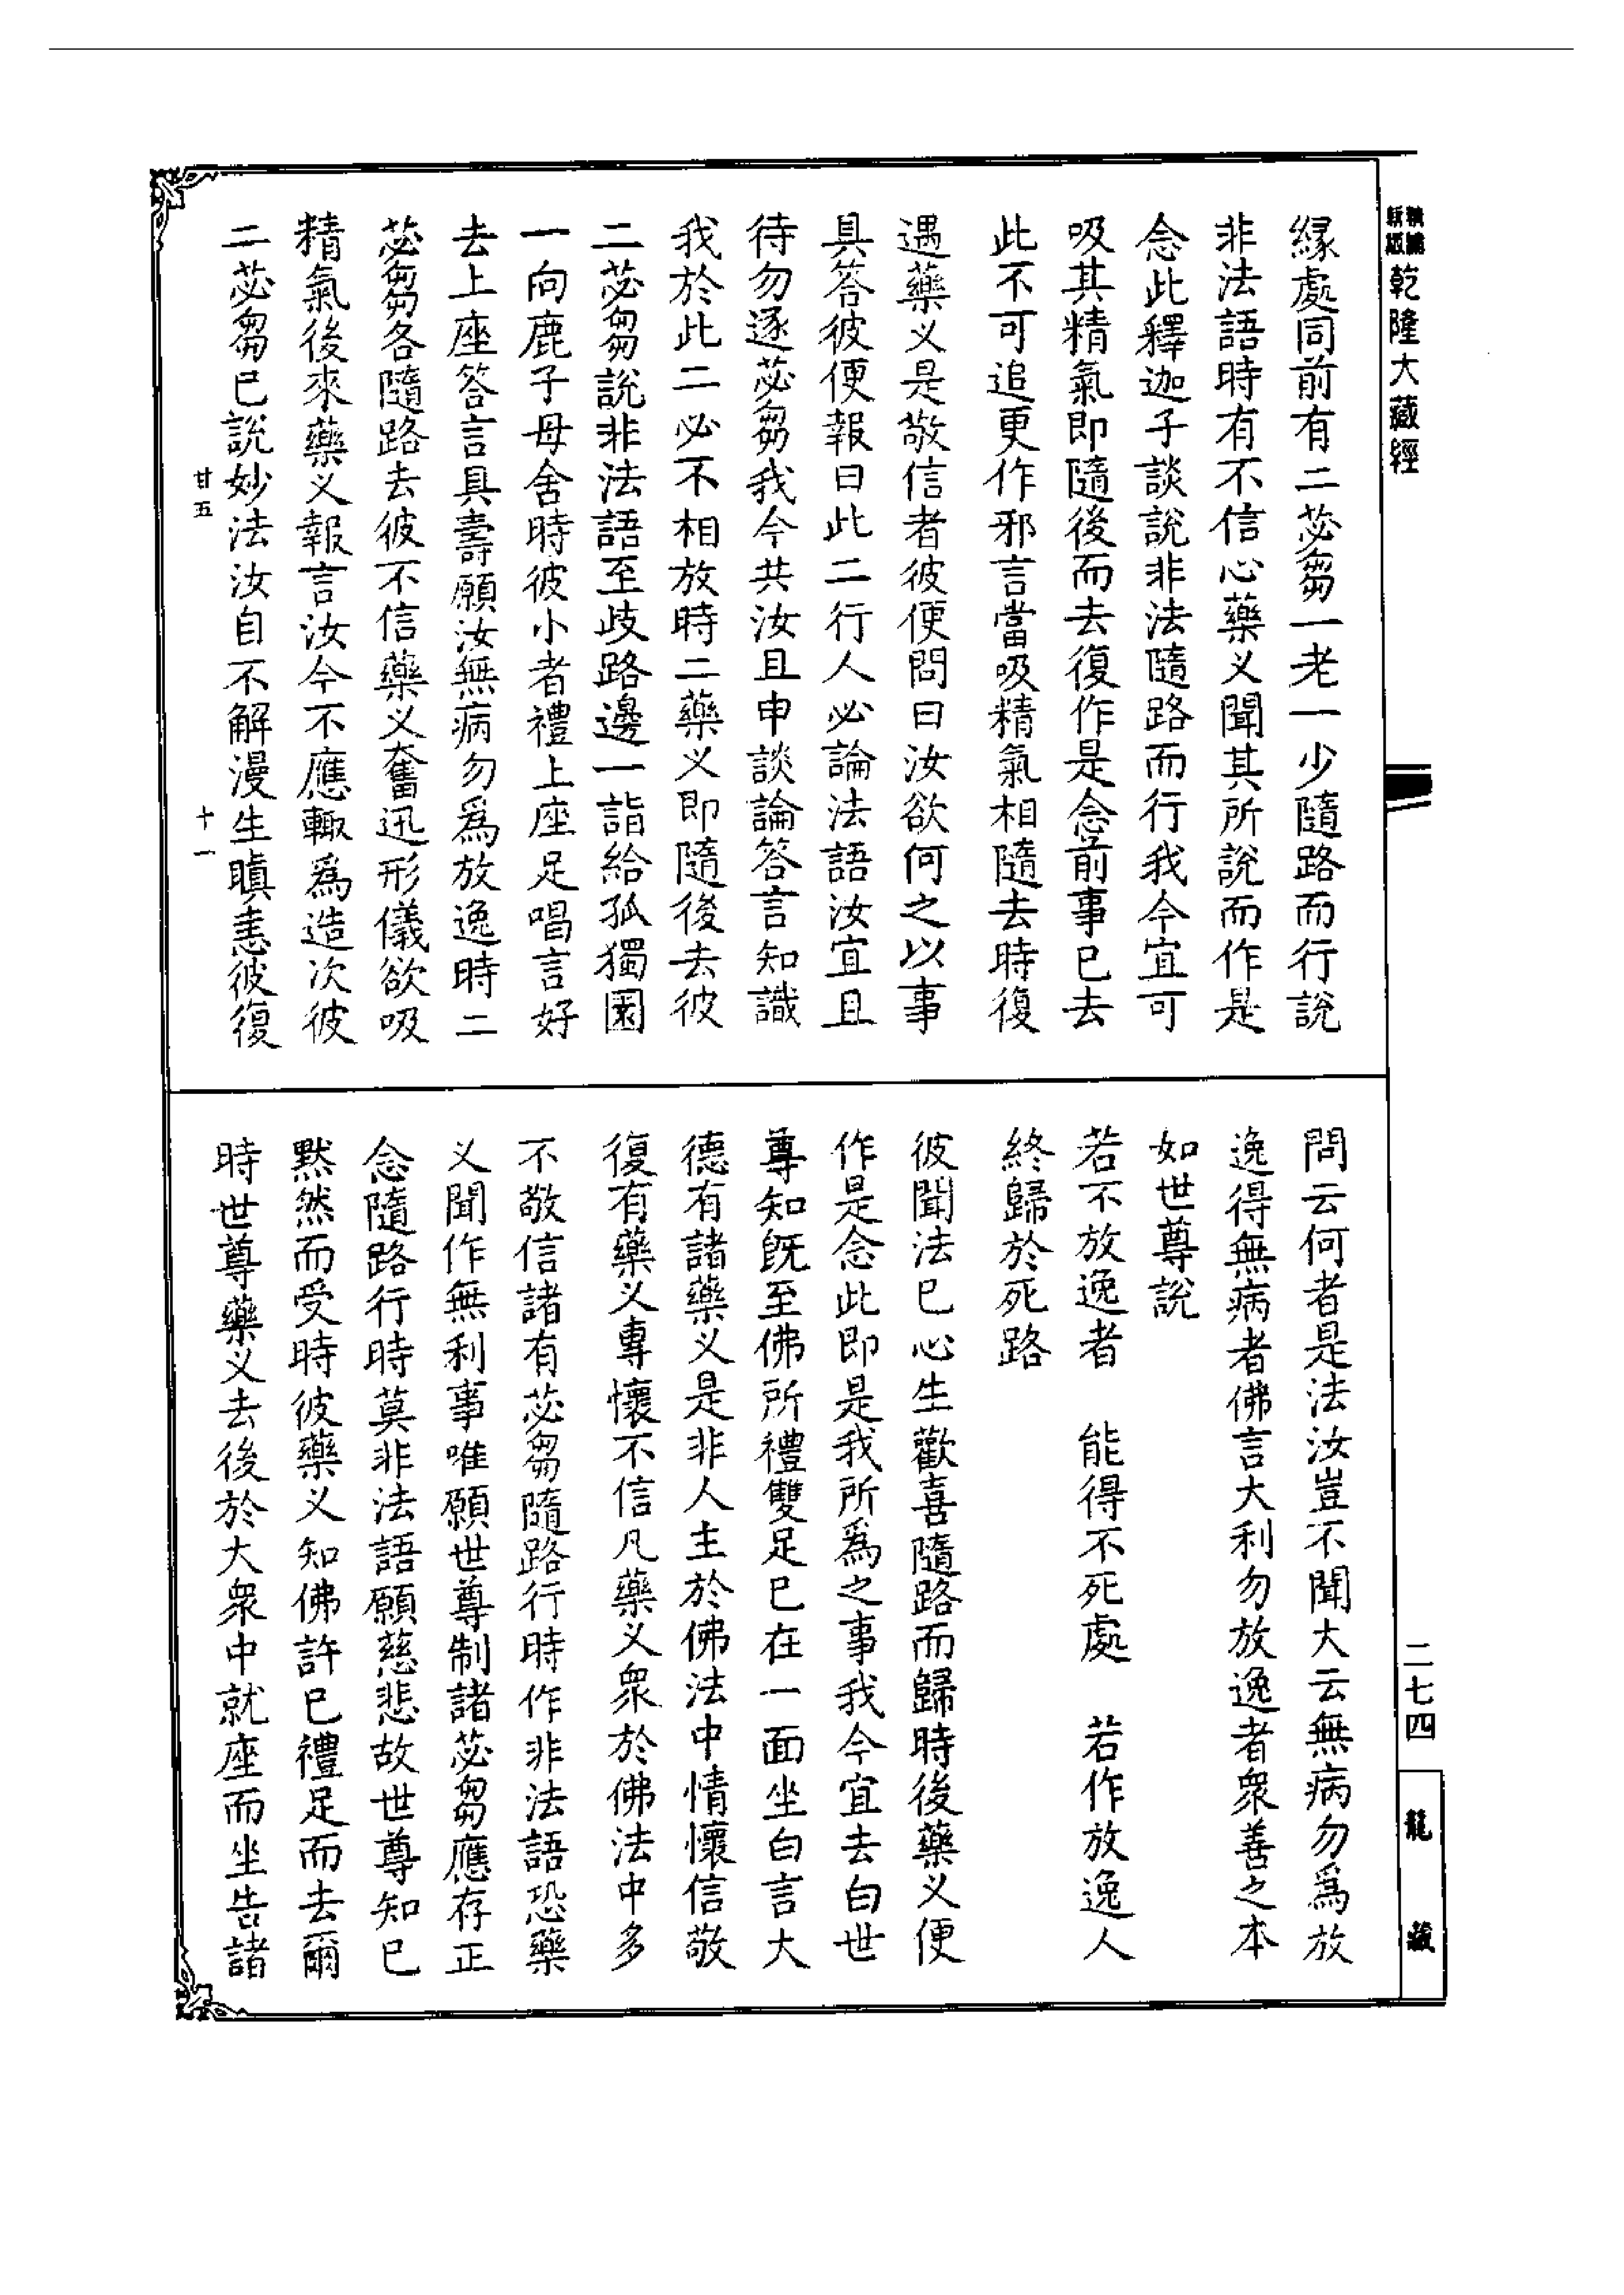 乾隆大藏經
緣處同前有二苾芻一老一少隨路而行說
非法語時有不信心藥义聞其所說而作是
念此釋迦子談說非法隨路而行我今宜可
吸其精氣即隨後而去復作是念前事已去
此不可追更作邪言當吸精氣相隨去時復
遇藥义是敬信者彼便問曰汝欲何之以事
具答彼便報曰此二行人必論法語汝宜且
待勿逐苾芻我今共汝且申談論答言知識
我於此二必不相放時二藥义即隨後去彼
二苾芻說非法語至歧路邊一詣給孤獨園
一向鹿子母舍時彼小者禮上座足唱言好
去上座答言具壽願汝無病勿爲放逸時二
苾芻各隨路去彼不信藥义奮迅形儀欲吸
精氣後來藥义報言汝今不應輙爲造次彼
二苾芻已說妙法汝自不解漫生瞋恚彼復
甘五
十一
問云何者是法汝豈不聞大云無病勿爲放
逸得無病者佛言大利勿放逸者衆善之本
如世尊說
若不放逸者　能得不死處　若作放逸人
終歸於死路
彼聞法已心生歡喜隨路而歸時後藥义便
作是念此即是我所爲之事我今宜去白世
尊知既至佛所禮雙足已在一面坐白言大
德有諸藥义是非人主於佛法中情懷信敬
復有藥义專懷不信凡藥义衆於佛法中多
不敬信諸有苾芻隨路行時作非法語恐藥
义聞作無利事唯願世尊制諸苾芻應存正
念隨路行時莫非法語願慈悲故世尊知已
黙然而受時彼藥义知佛許已禮足而去爾
時世尊藥义去後於大衆中就座而坐告諸
二七四
龍藏